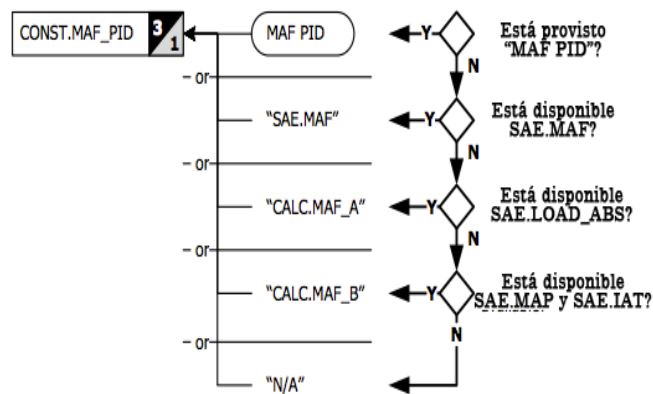 CONST.MAF_PID 3/1
MAF PID
Y
Está provisto
“MAF PID”?
N
- or
“SAE.MAF”
Y
Está disponible
SAE.MAF?
N
- or
“CALC.MAF_A”
Y
Está disponible
SAE.LOAD_ABS?
N
- or
“CALC.MAF_B”
Y
Está disponible
SAE.MAP y SAE.IAT?
N
- or
“N/A”